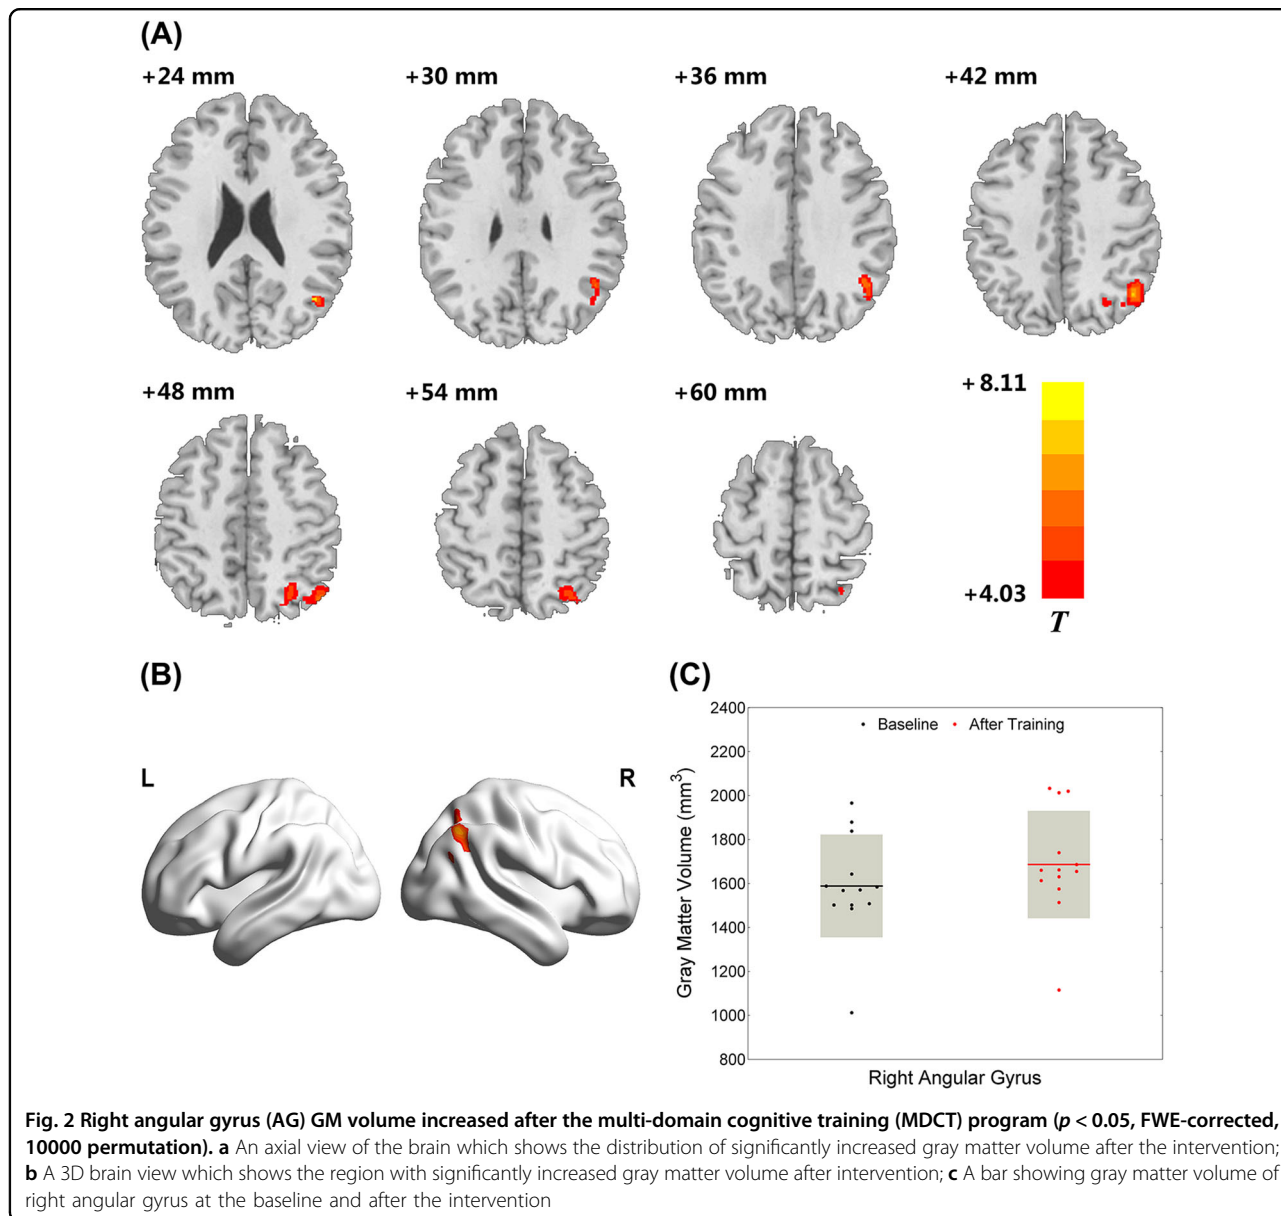 (A)
+24 mm
+30 mm
+36 mm
+42 mm
+48 mm
+54 mm
+60 mm
+8.11
+4.03
T
(B)
L
R
(C)
2400
2200
2000
1800
1600
1400
1200
1000
800
Gray Matter Volume (mm³)
Baseline
After Training
Right Angular Gyrus
Fig. 2 Right angular gyrus (AG) GM volume increased after the multi-domain cognitive training (MDCT) program (p < 0.05, FWE-corrected,
10000 permutation). a An axial view of the brain which shows the distribution of significantly increased gray matter volume after the intervention;
b A 3D brain view which shows the region with significantly increased gray matter volume after intervention; c A bar showing gray matter volume of
right angular gyrus at the baseline and after the intervention